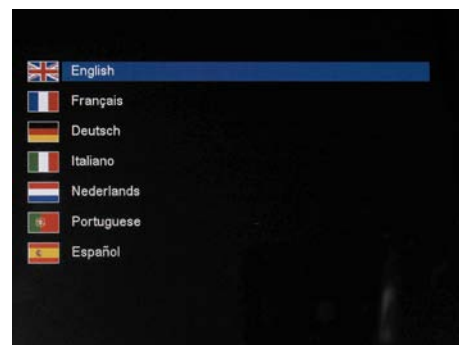 English
Français
Deutsch
Italiano
Nederlands
Portuguese
Español